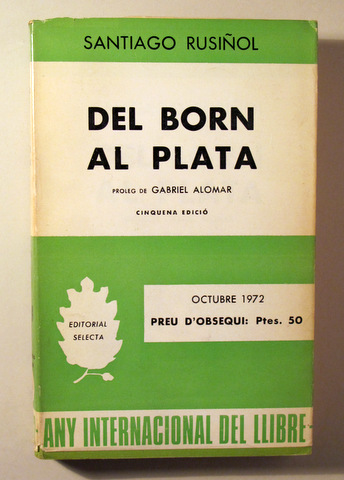 SANTIAGO RUSIÑOL
DEL BORN
AL PLATA
PROLEG DE GABRIEL ALOMAR
CINQUENA EDICIÓ
OCTUBRE 1972
PREU D'OBSEQUI: Ptes. 50
EDITORIAL
SELECTA
ANY INTERNACIONAL DEL LLIBRE